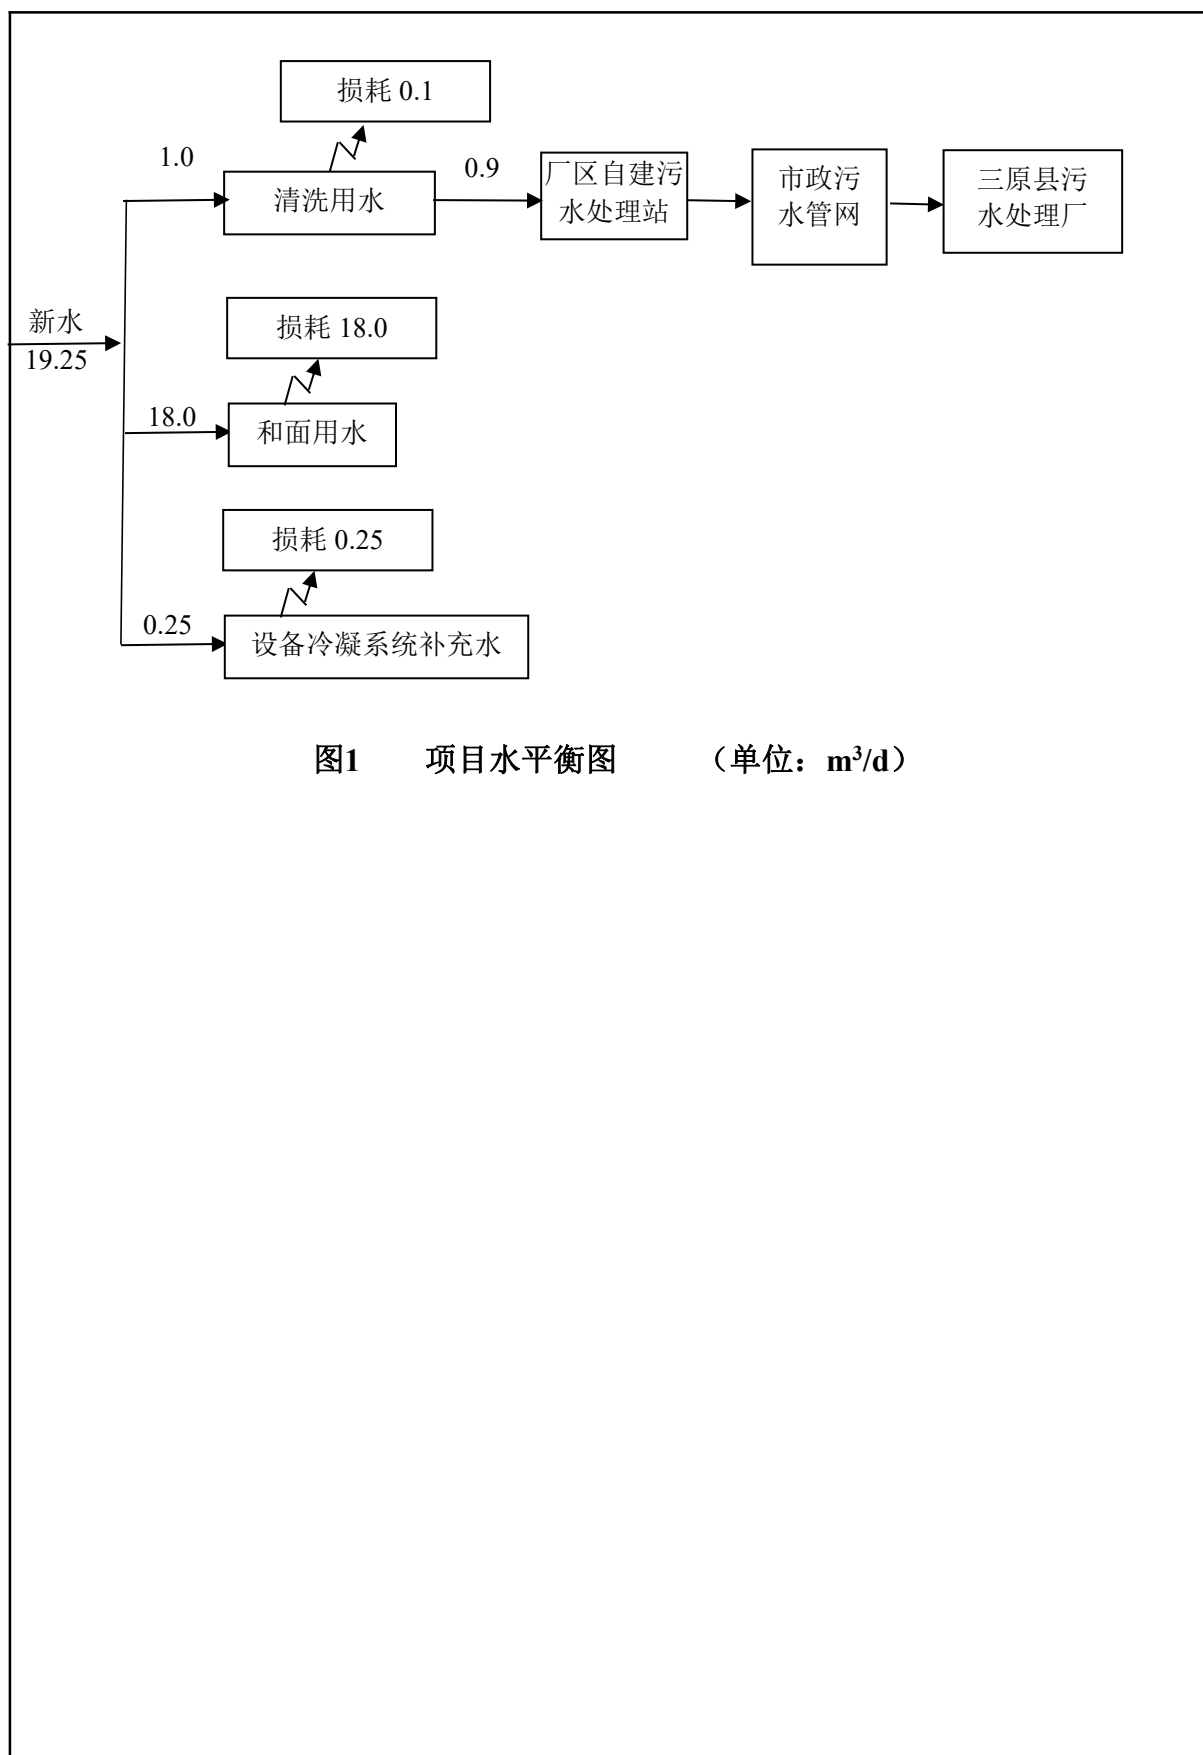 损耗 0.1
1.0
清洗用水
0.9
厂区自建污
水处理站
市政污
水管网
三原县污
水处理厂
新水
19.25
损耗 18.0
18.0
和面用水
损耗 0.25
0.25
设备冷凝系统补充水
图1 项目水平衡图 （单位：m³/d）